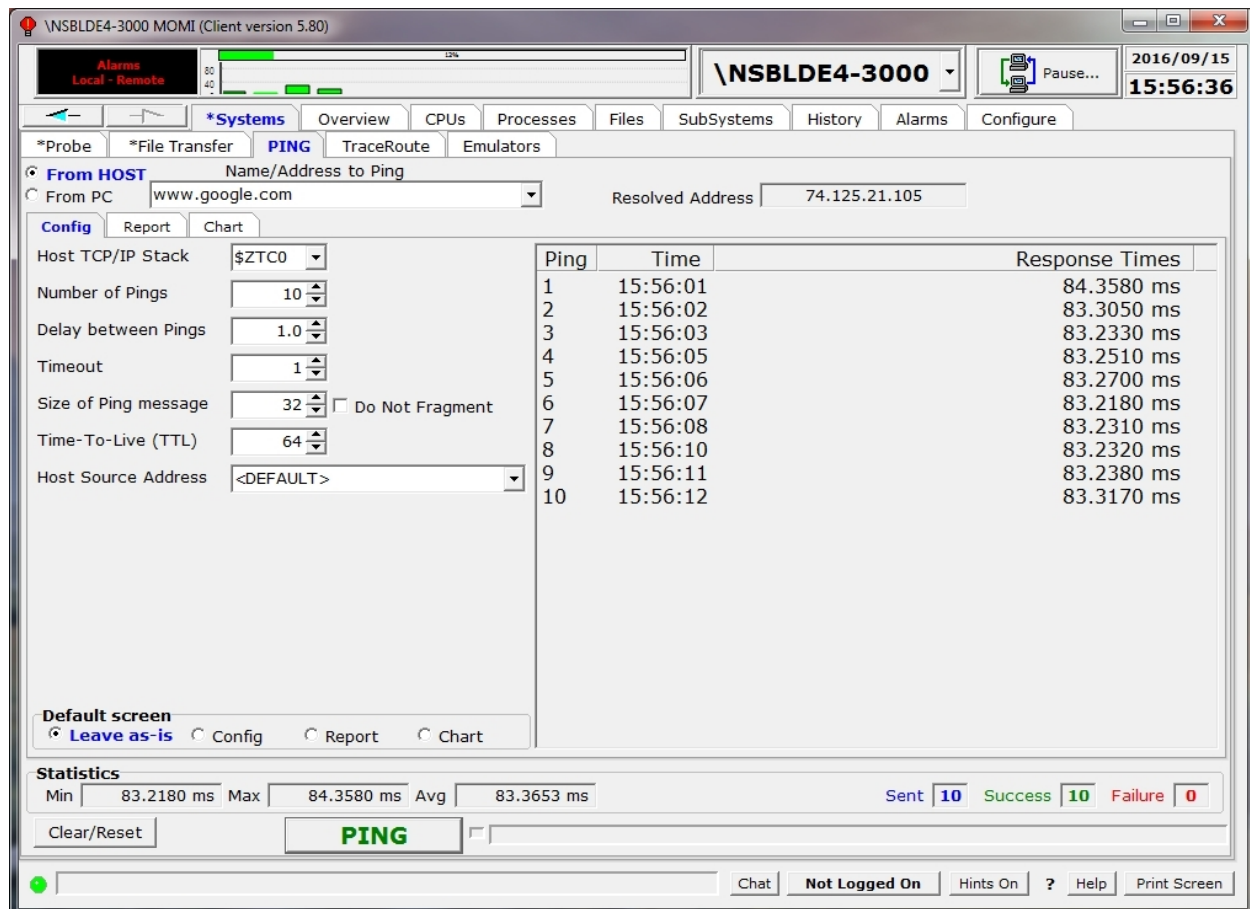 \NSBLDE4-3000 MOMI (Client version 5.80)
Alarms
Local - Remote
80
40
12%
\NSBLDE4-3000
Pause...
2016/09/15
15:56:36
*Systems Overview CPUs Processes Files SubSystems History Alarms Configure
*Probe *File Transfer PING TraceRoute Emulators
From HOST Name/Address to Ping
From PC www.google.com Resolved Address 74.125.21.105
Config Report Chart
Host TCP/IP Stack $ZTC0
Number of Pings 10
Delay between Pings 1.0
Timeout 1
Size of Ping message 32 Do Not Fragment
Time-To-Live (TTL) 64
Host Source Address <DEFAULT>
Ping Time Response Times
1 15:56:01 84.3580 ms
2 15:56:02 83.3050 ms
3 15:56:03 83.2330 ms
4 15:56:05 83.2510 ms
5 15:56:06 83.2700 ms
6 15:56:07 83.2180 ms
7 15:56:08 83.2310 ms
8 15:56:10 83.2320 ms
9 15:56:11 83.2380 ms
10 15:56:12 83.3170 ms
Default screen
Leave as-is Config Report Chart
Statistics
Min 83.2180 ms Max 84.3580 ms Avg 83.3653 ms Sent 10 Success 10 Failure 0
Clear/Reset PING
Chat Not Logged On Hints On ? Help Print Screen